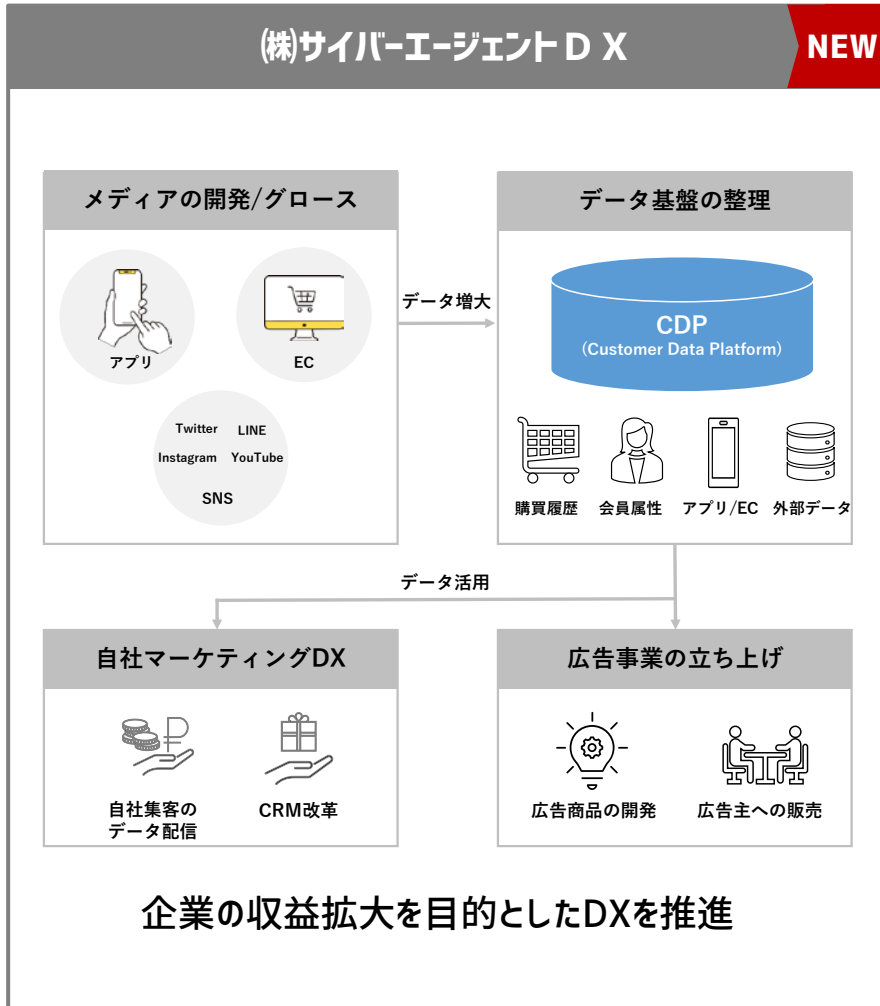 ㈱サイバーエージェントＤＸ
NEW
メディアの開発/グロース
アプリ
EC
Twitter
LINE
Instagram
YouTube
SNS
データ増大
データ基盤の整理
CDP
(Customer Data Platform)
購買履歴
会員属性
アプリ/EC
外部データ
データ活用
自社マーケティングDX
自社集客の
データ配信
CRM改革
広告事業の立ち上げ
広告商品の開発
広告主への販売
企業の収益拡大を目的としたDXを推進